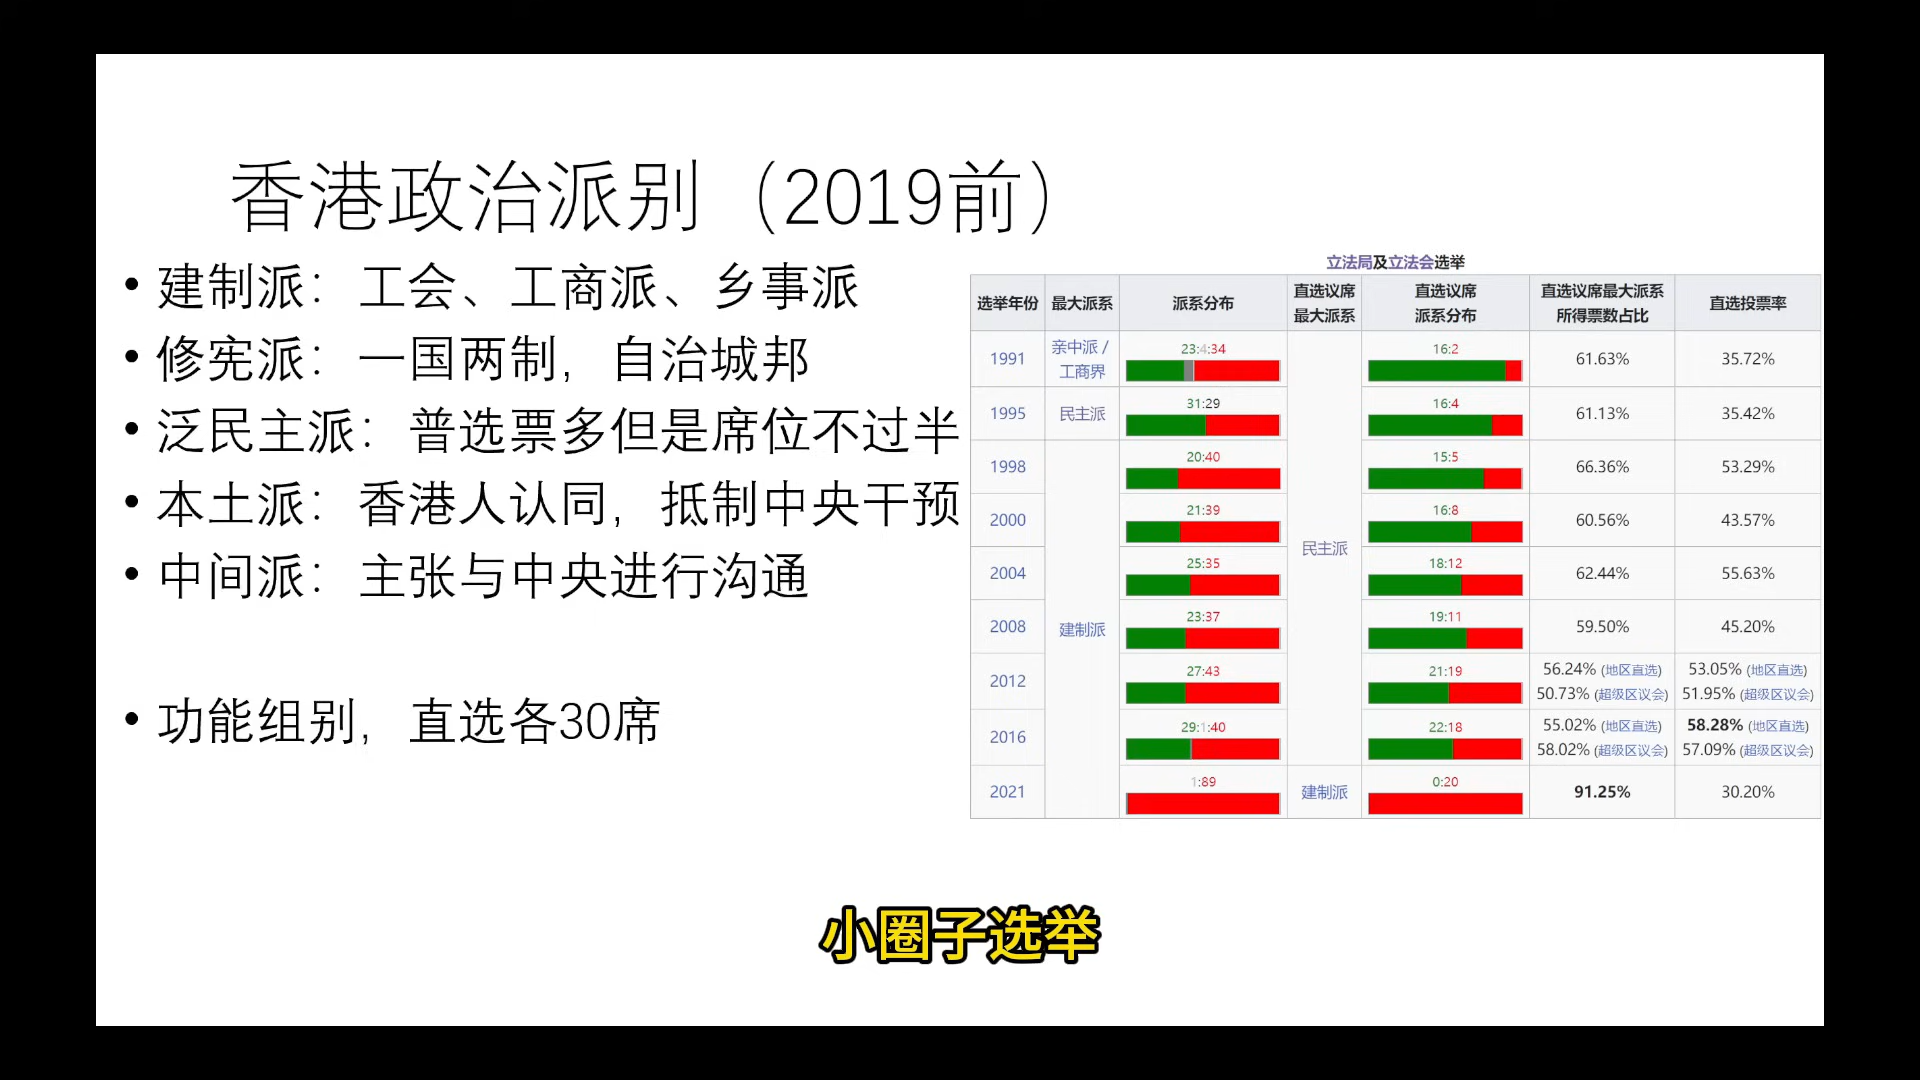 香港政治派别（2019前）
• 建制派：工会、工商派、乡事派
• 修宪派：一国两制，自治城邦
• 泛民主派：普选票多但是席位不过半
• 本土派：香港人认同，抵制中央干预
• 中间派：主张与中央进行沟通
• 功能组别，直选各30席
立法局及立法会选举
选举年份 最大派系 派系分布 直选议席最大派系 直选议席派系分布 直选议席最大派系所得票数占比 直选投票率
1991 亲中派 / 工商界 23:4:34 16:2 61.63% 35.72%
1995 民主派 31:29 16:4 61.13% 35.42%
1998 20:40 15:5 66.36% 53.29%
2000 21:39 16:8 60.56% 43.57%
民主派
2004 25:35 18:12 62.44% 55.63%
2008 建制派 23:37 19:11 59.50% 45.20%
2012 27:43 21:19 56.24% (地区直选) 53.05% (地区直选)
50.73% (超级区议会) 51.95% (超级区议会)
2016 29:1:40 22:18 55.02% (地区直选) 58.28% (地区直选)
58.02% (超级区议会) 57.09% (超级区议会)
2021 1:89 建制派 0:20 91.25% 30.20%
小圈子选举